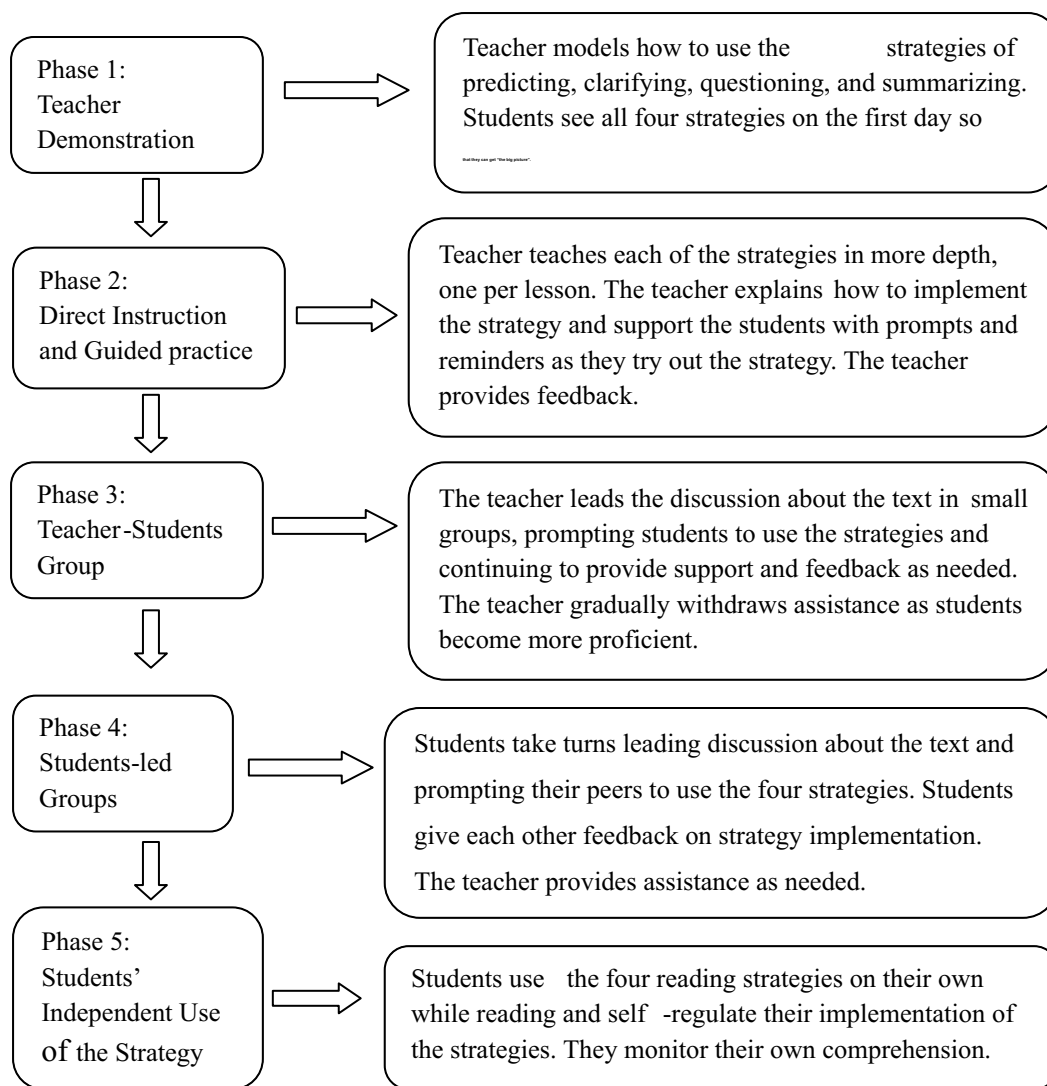 Phase 1:
Teacher
Demonstration
Teacher models how to use the strategies of
predicting, clarifying, questioning, and summarizing.
Students see all four strategies on the first day so
that they can get "the big picture".
Phase 2:
Direct Instruction
and Guided practice
Teacher teaches each of the strategies in more depth,
one per lesson. The teacher explains how to implement
the strategy and support the students with prompts and
reminders as they try out the strategy. The teacher
provides feedback.
Phase 3:
Teacher-Students
Group
The teacher leads the discussion about the text in small
groups, prompting students to use the strategies and
continuing to provide support and feedback as needed.
The teacher gradually withdraws assistance as students
become more proficient.
Phase 4:
Students-led
Groups
Students take turns leading discussion about the text and
prompting their peers to use the four strategies. Students
give each other feedback on strategy implementation.
The teacher provides assistance as needed.
Phase 5:
Students’
Independent Use
of the Strategy
Students use the four reading strategies on their own
while reading and self -regulate their implementation of
the strategies. They monitor their own comprehension.